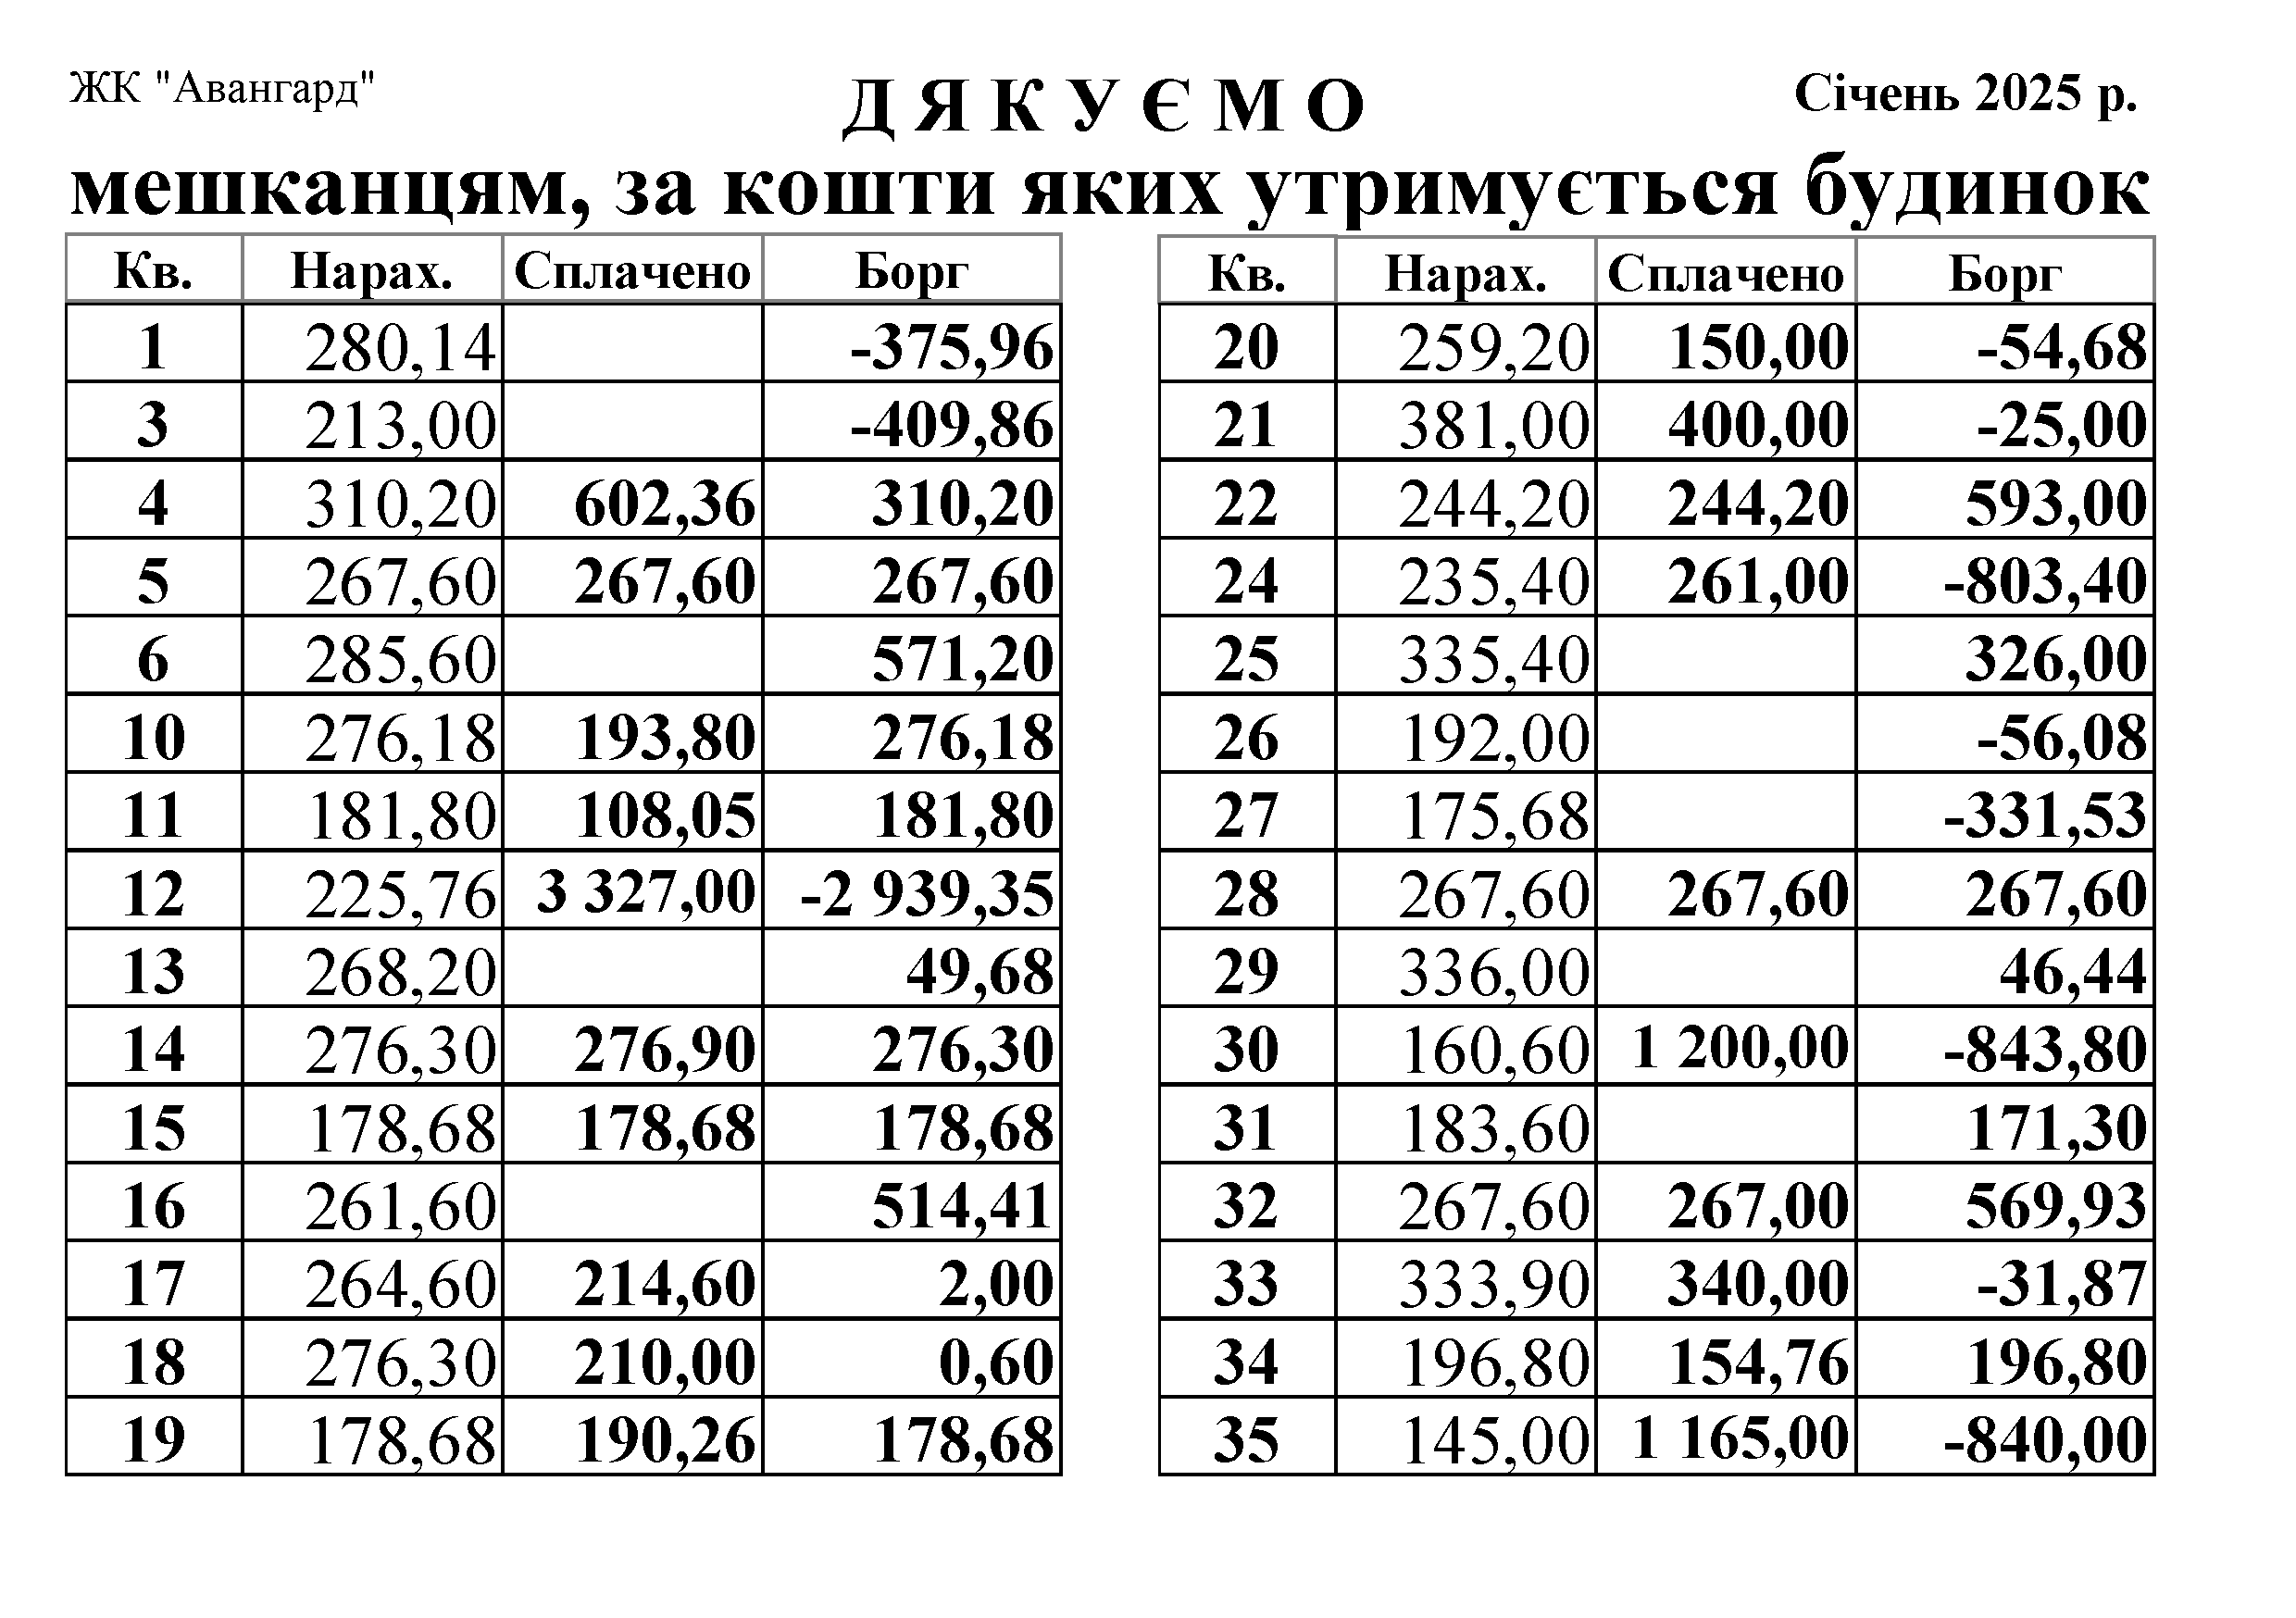 ЖК "Авангард"
Д Я К У Є М О
Січень 2025 р.
мешканцям, за кошти яких утримується будинок
Кв. Нарах. Сплачено Борг
1 280,14 -375,96
3 213,00 -409,86
4 310,20 602,36 310,20
5 267,60 267,60 267,60
6 285,60 571,20
10 276,18 193,80 276,18
11 181,80 108,05 181,80
12 225,76 3 327,00 -2 939,35
13 268,20 49,68
14 276,30 276,90 276,30
15 178,68 178,68 178,68
16 261,60 514,41
17 264,60 214,60 2,00
18 276,30 210,00 0,60
19 178,68 190,26 178,68
Кв. Нарах. Сплачено Борг
20 259,20 150,00 -54,68
21 381,00 400,00 -25,00
22 244,20 244,20 593,00
24 235,40 261,00 -803,40
25 335,40 326,00
26 192,00 -56,08
27 175,68 -331,53
28 267,60 267,60 267,60
29 336,00 46,44
30 160,60 1 200,00 -843,80
31 183,60 171,30
32 267,60 267,00 569,93
33 333,90 340,00 -31,87
34 196,80 154,76 196,80
35 145,00 1 165,00 -840,00